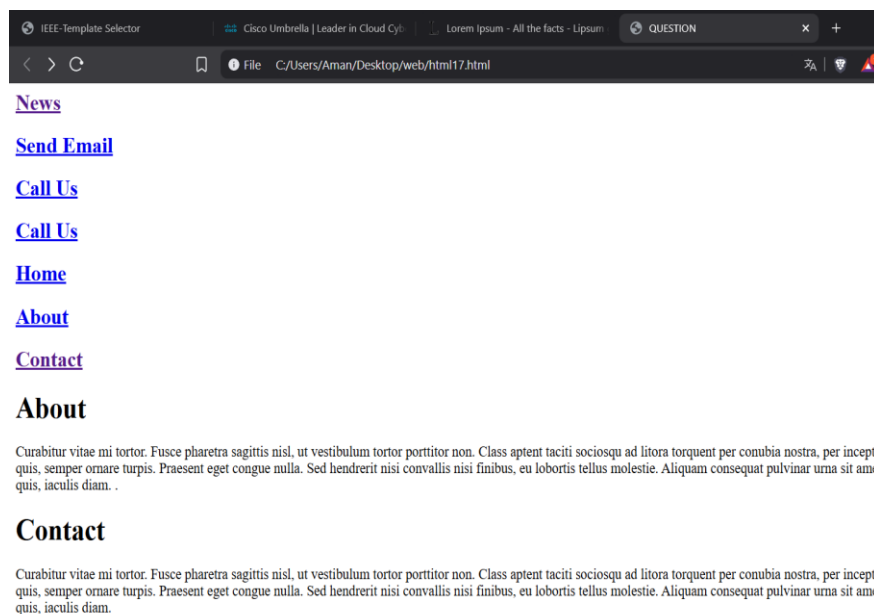 IEEE-Template Selector
Cisco Umbrella | Leader in Cloud Cyb
Lorem Ipsum - All the facts - Lipsum
QUESTION
File C:/Users/Aman/Desktop/web/html17.html
News
Send Email
Call Us
Call Us
Home
About
Contact
About
Curabitur vitae mi tortor. Fusce pharetra sagittis nisl, ut vestibulum tortor porttitor non. Class aptent taciti sociosqu ad litora torquent per conubia nostra, per incept
quis, semper ornare turpis. Praesent eget congue nulla. Sed hendrerit nisi convallis nisi finibus, eu lobortis tellus molestie. Aliquam consequat pulvinar urna sit ame
quis, iaculis diam. .
Contact
Curabitur vitae mi tortor. Fusce pharetra sagittis nisl, ut vestibulum tortor porttitor non. Class aptent taciti sociosqu ad litora torquent per conubia nostra, per incept
quis, semper ornare turpis. Praesent eget congue nulla. Sed hendrerit nisi convallis nisi finibus, eu lobortis tellus molestie. Aliquam consequat pulvinar urna sit ame
quis, iaculis diam.